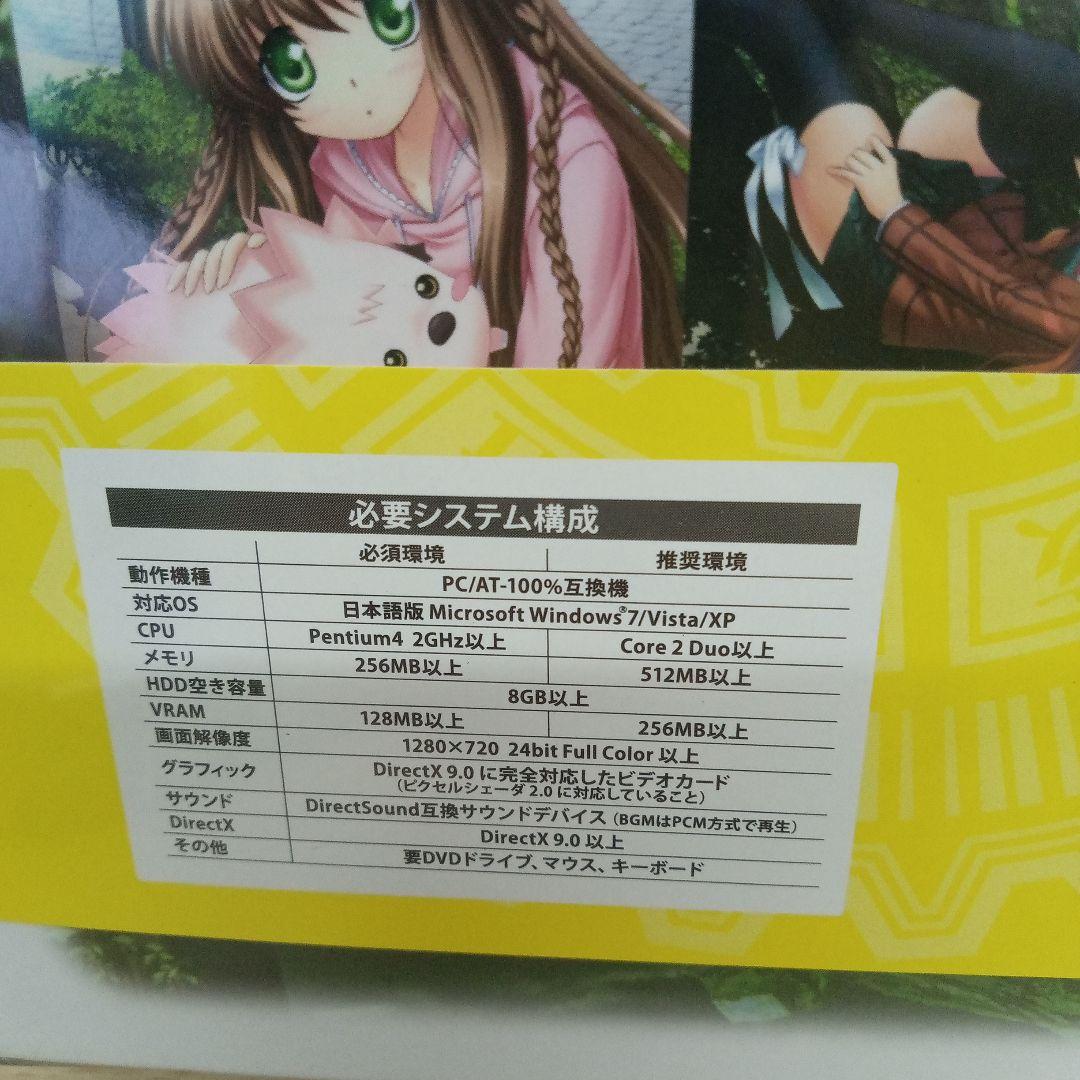 必要システム構成
必須環境 推奨環境
動作機種 PC/AT-100%互換機
対応OS 日本語版 Microsoft Windows®7/Vista/XP
CPU Pentium4 2GHz以上 Core 2 Duo以上
メモリ 256MB以上 512MB以上
HDD空き容量 8GB以上
VRAM 128MB以上 256MB以上
画面解像度 1280×720 24bit Full Color 以上
グラフィック DirectX 9.0 に完全対応したビデオカード
(ピクセルシェーダ 2.0 に対応していること)
サウンド DirectSound互換サウンドデバイス (BGMはPCM方式で再生)
DirectX DirectX 9.0 以上
その他 要DVDドライブ、マウス、キーボード